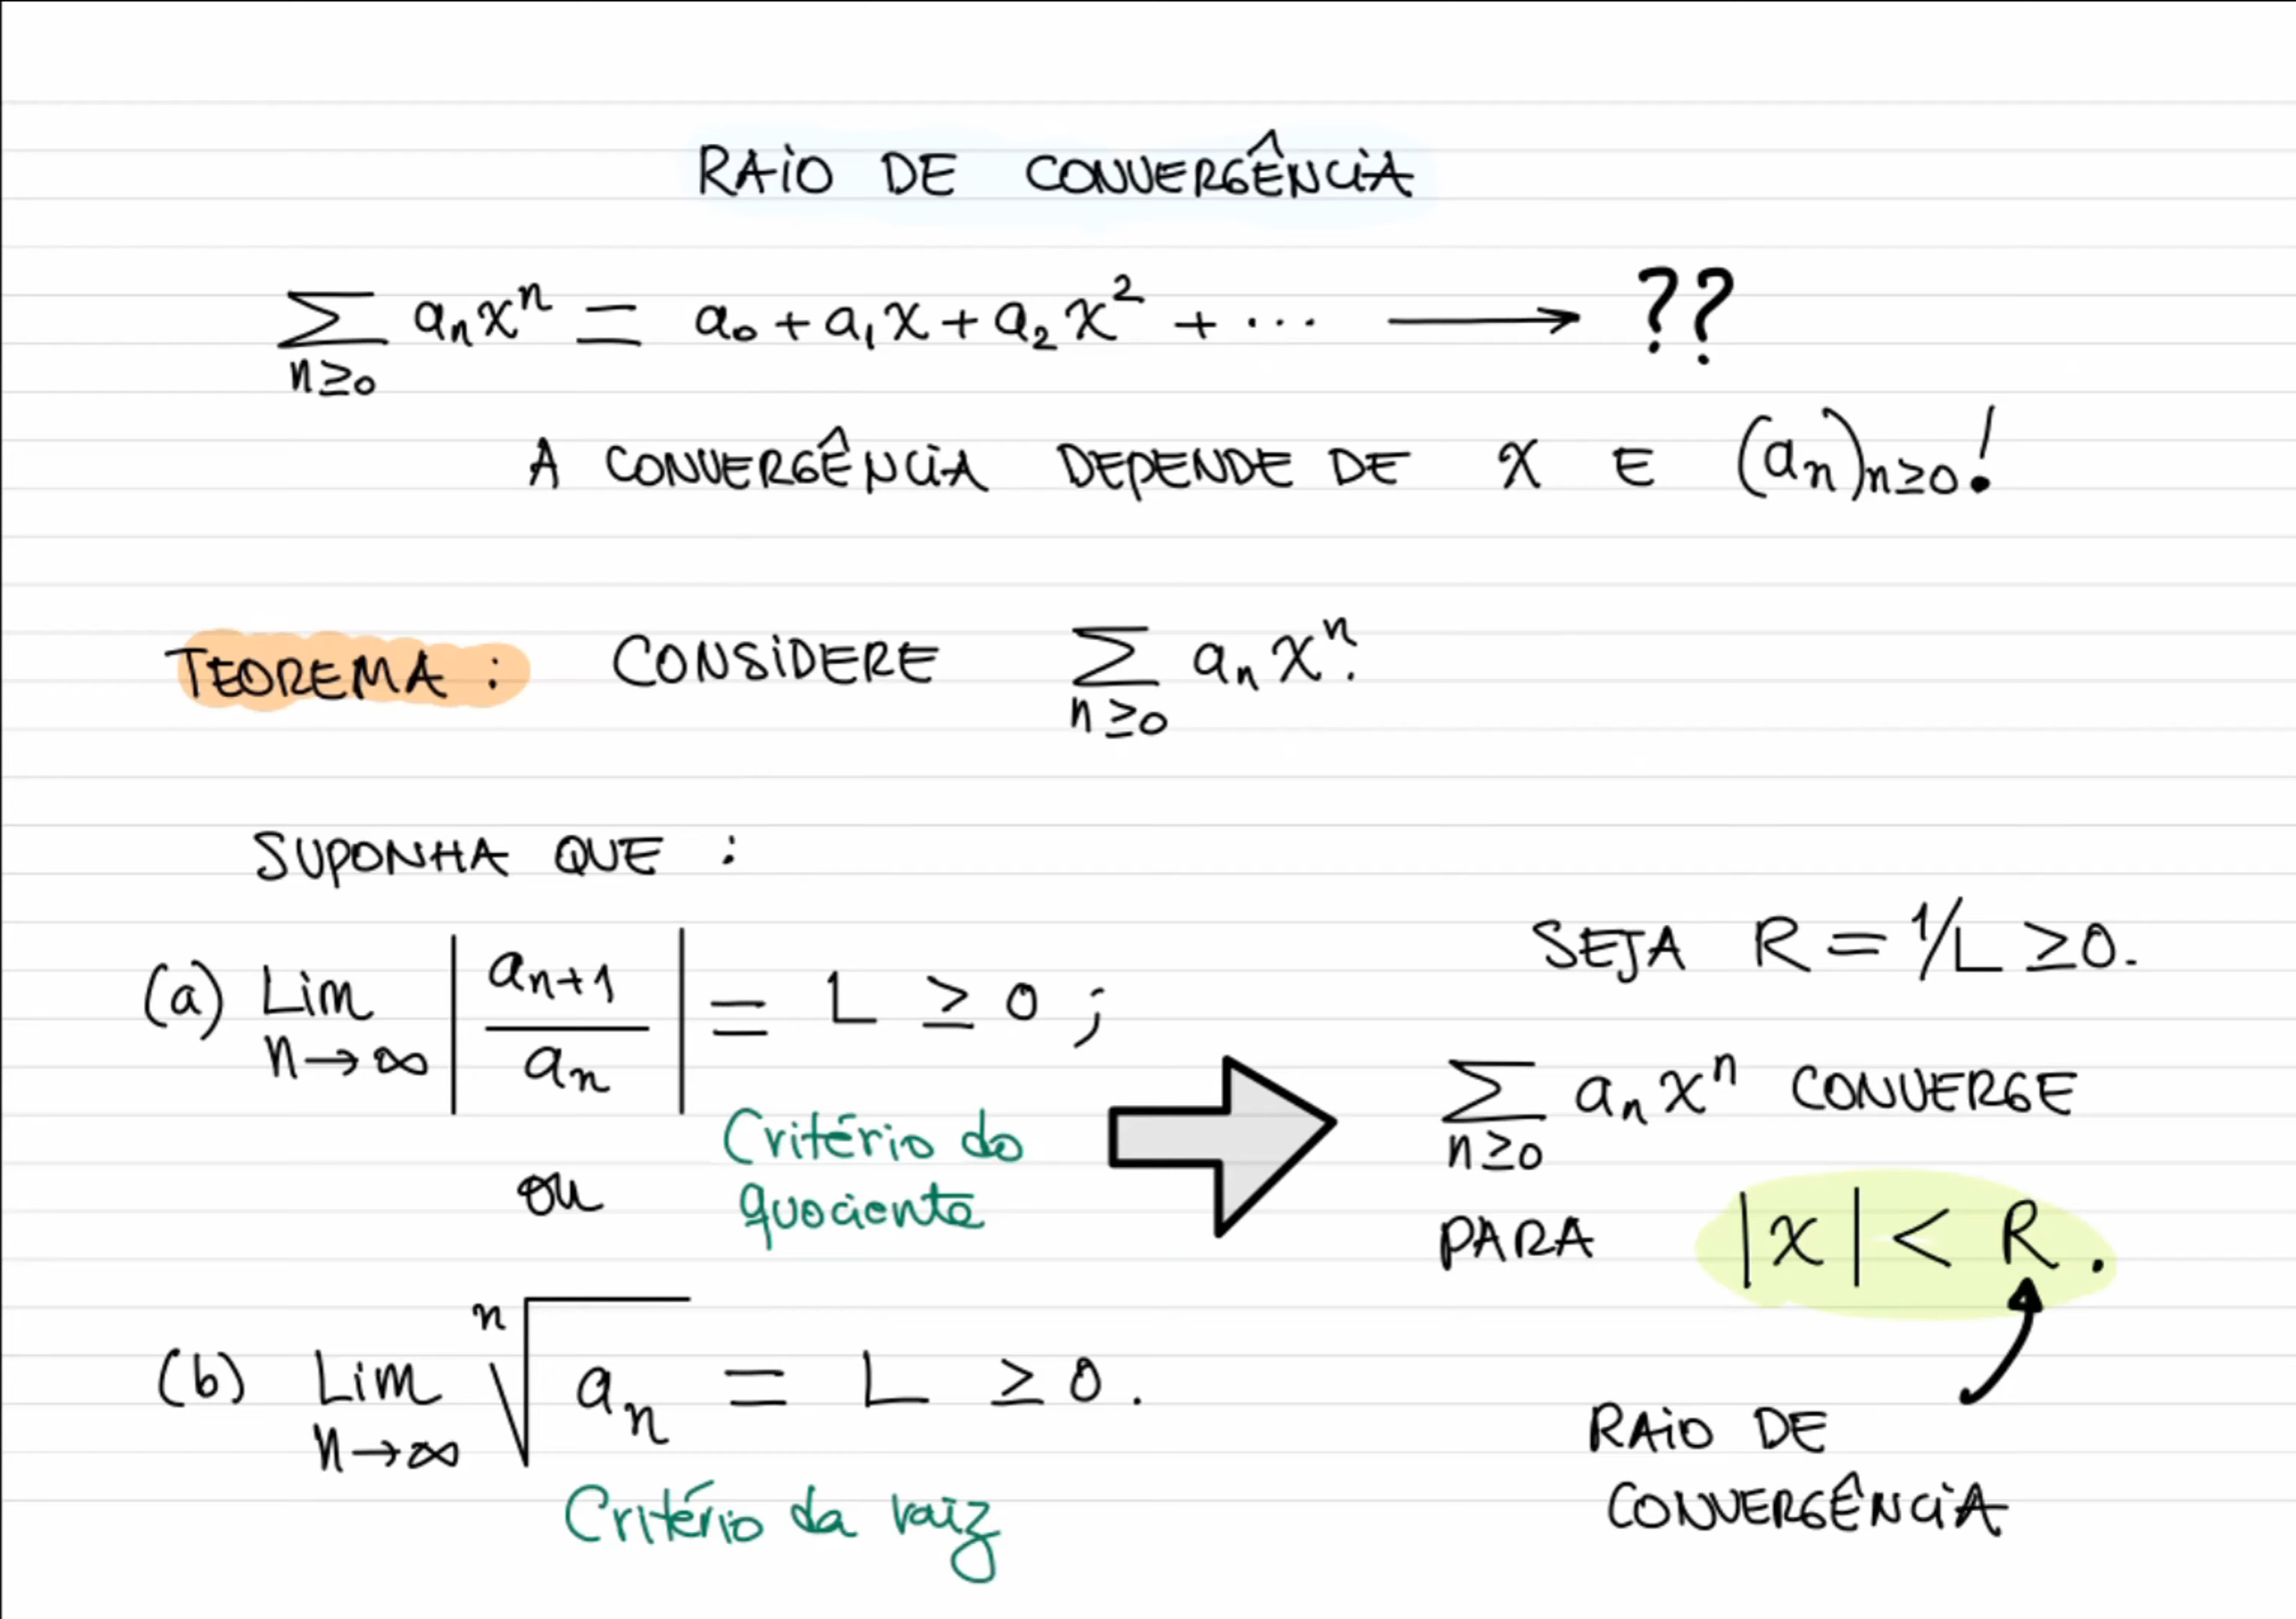 RAIO DE CONVERGÊNCIA
∑ n≥0 aₙxⁿ = a₀ + a₁x + a₂x² + ··· ⟶ ??
A CONVERGÊNCIA DEPENDE DE x E (aₙ)n≥0!
TEOREMA: CONSIDERE ∑ n≥0 aₙxⁿ.
SUPONHA QUE :
(a) Lim n→∞ |aₙ₊₁/aₙ| = L ≥ 0 ;
Critério do
quociente
ou
(b) Lim n→∞ ⁿ√aₙ = L ≥ 0.
Critério da raiz
SEJA R = 1/L ≥0.
∑ n≥0 aₙxⁿ CONVERGE
PARA |x| < R.
RAIO DE
CONVERGÊNCIA